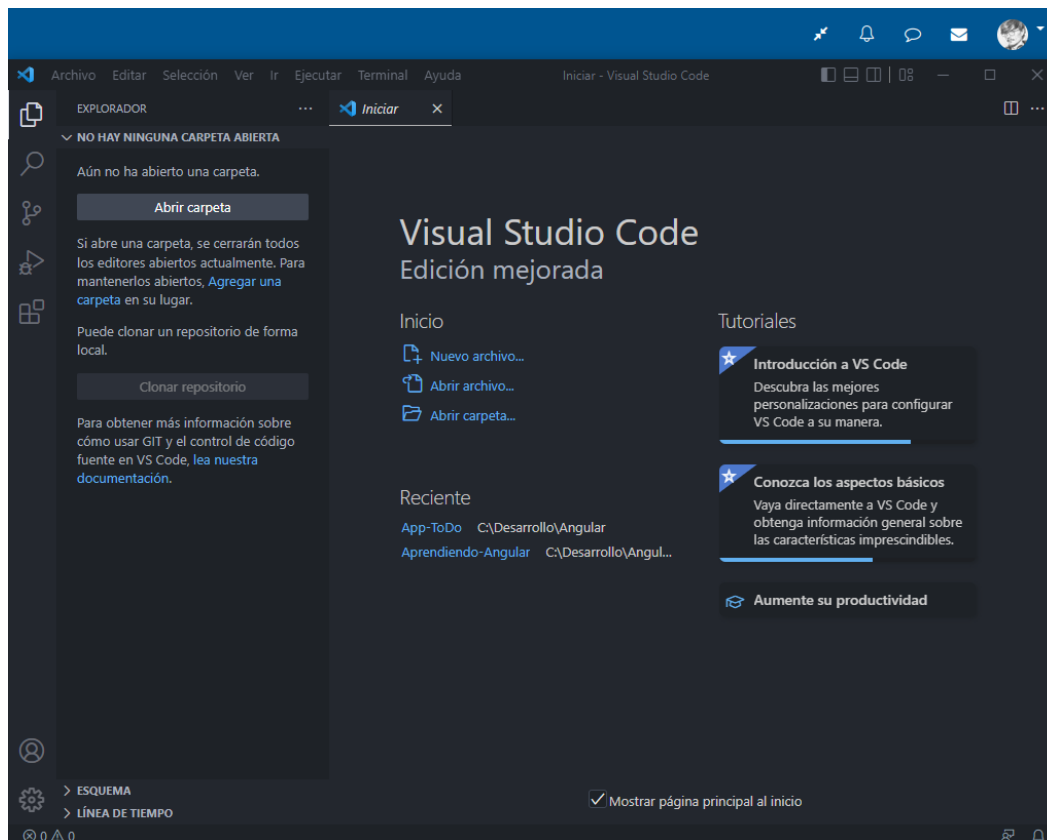 Archivo Editar Selección Ver Ir Ejecutar Terminal Ayuda
Iniciar - Visual Studio Code
EXPLORADOR
Iniciar
NO HAY NINGUNA CARPETA ABIERTA
Aún no ha abierto una carpeta.
Abrir carpeta
Si abre una carpeta, se cerrarán todos
los editores abiertos actualmente. Para
mantenerlos abiertos, Agregar una
carpeta en su lugar.
Puede clonar un repositorio de forma
local.
Clonar repositorio
Para obtener más información sobre
cómo usar GIT y el control de código
fuente en VS Code, lea nuestra
documentación.
Visual Studio Code
Edición mejorada
Inicio
Nuevo archivo...
Abrir archivo...
Abrir carpeta...
Reciente
App-ToDo C:\Desarrollo\Angular
Aprendiendo-Angular C:\Desarrollo\Angul...
Tutoriales
Introducción a VS Code
Descubra las mejores
personalizaciones para configurar
VS Code a su manera.
Conozca los aspectos básicos
Vaya directamente a VS Code y
obtenga información general sobre
las características imprescindibles.
Aumente su productividad
Mostrar página principal al inicio
ESQUEMA
LÍNEA DE TIEMPO
0 0